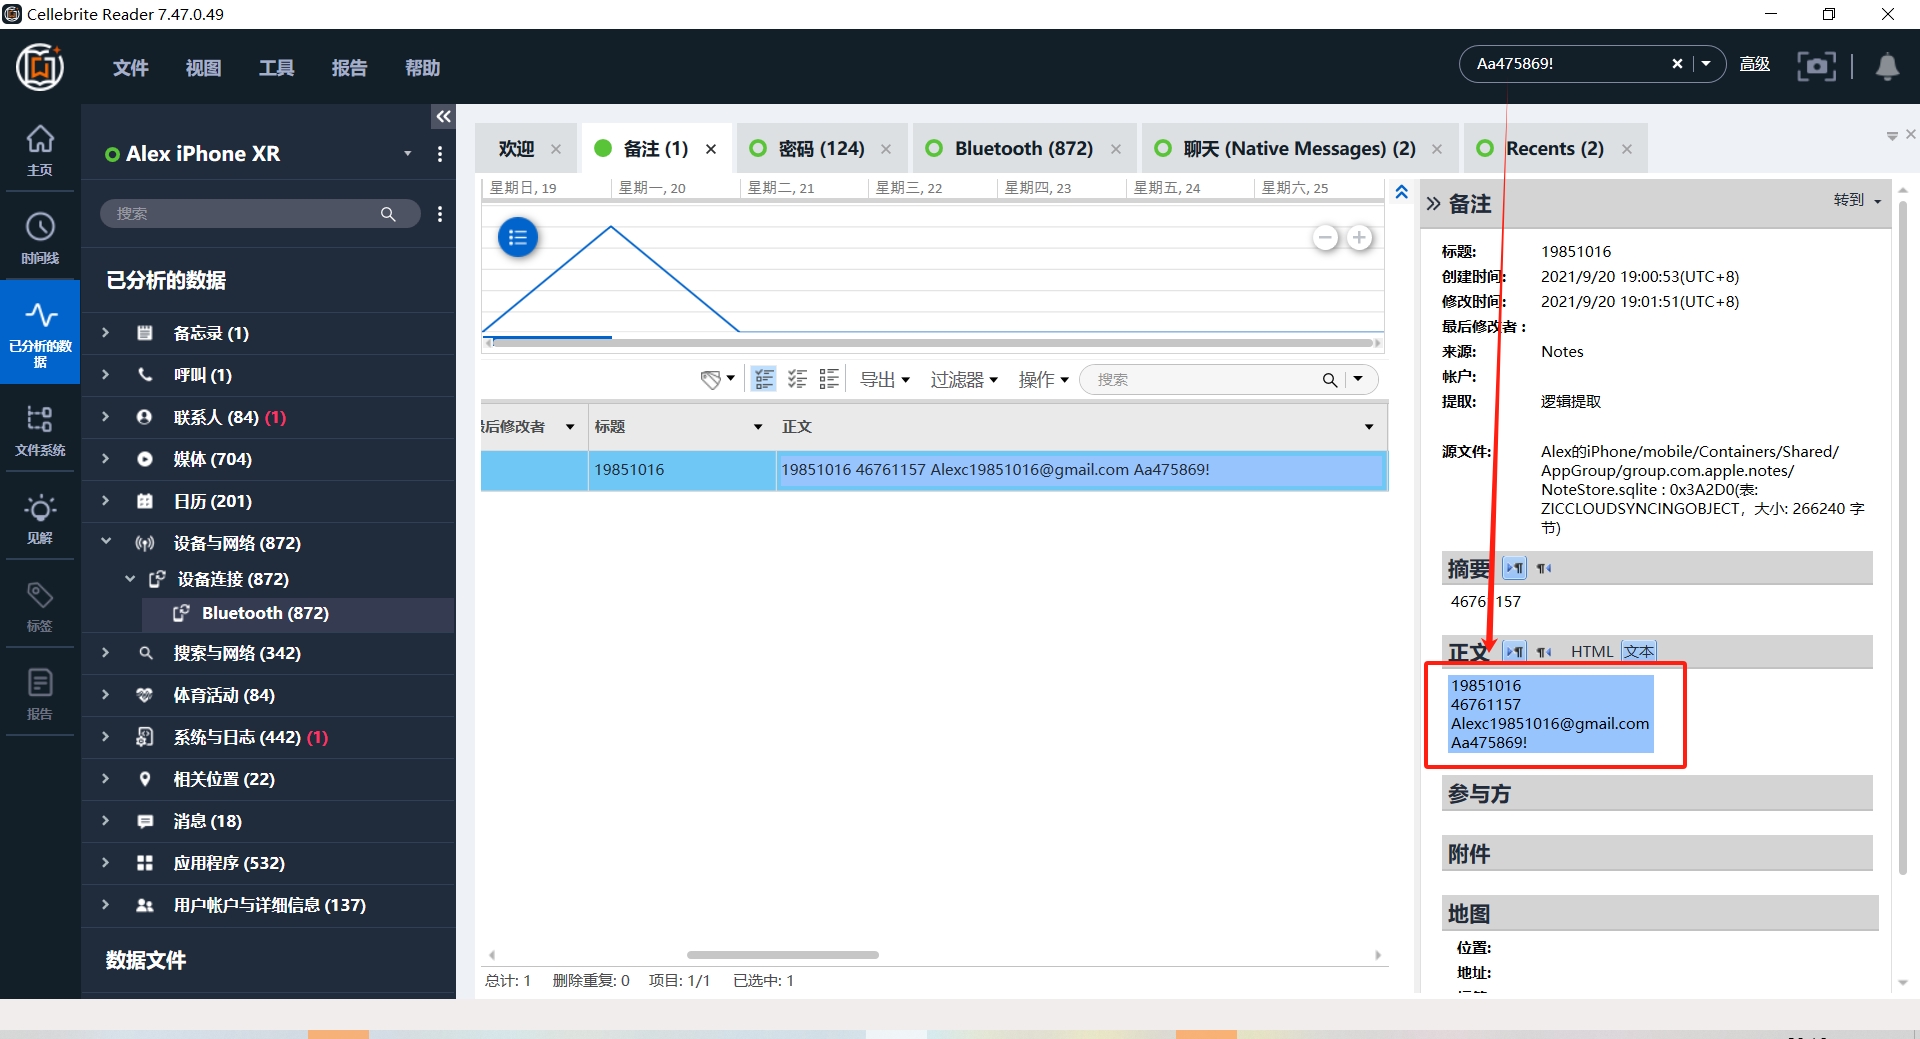 Cellebrite Reader 7.47.0.49
文件 视图 工具 报告 帮助
Aa475869!
高级
主页
时间线
已分析的数据
文件系统
见解
标签
报告
Alex iPhone XR
搜索
已分析的数据
备忘录 (1)
呼叫 (1)
联系人 (84) (1)
媒体 (704)
日历 (201)
设备与网络 (872)
设备连接 (872)
Bluetooth (872)
搜索与网络 (342)
体育活动 (84)
系统与日志 (442) (1)
相关位置 (22)
消息 (18)
应用程序 (532)
用户帐户与详细信息 (137)
数据文件
欢迎
备注 (1)
密码 (124)
Bluetooth (872)
聊天 (Native Messages) (2)
Recents (2)
星期日, 19
星期一, 20
星期二, 21
星期三, 22
星期四, 23
星期五, 24
星期六, 25
导出 过滤器 操作 搜索
后修改者 标题 正文
19851016 19851016 46761157 Alexc19851016@gmail.com Aa475869!
总计: 1 删除重复: 0 项目: 1/1 已选中: 1
备注
转到
标题: 19851016
创建时间: 2021/9/20 19:00:53(UTC+8)
修改时间: 2021/9/20 19:01:51(UTC+8)
最后修改者 :
来源: Notes
帐户:
提取: 逻辑提取
源文件: Alex的iPhone/mobile/Containers/Shared/
AppGroup/group.com.apple.notes/
NoteStore.sqlite : 0x3A2D0(表:
ZICCLOUDSYNCINGOBJECT，大小: 266240 字
节)
摘要
46761157
正文 HTML 文本
19851016
46761157
Alexc19851016@gmail.com
Aa475869!
参与方
附件
地图
位置:
地址: